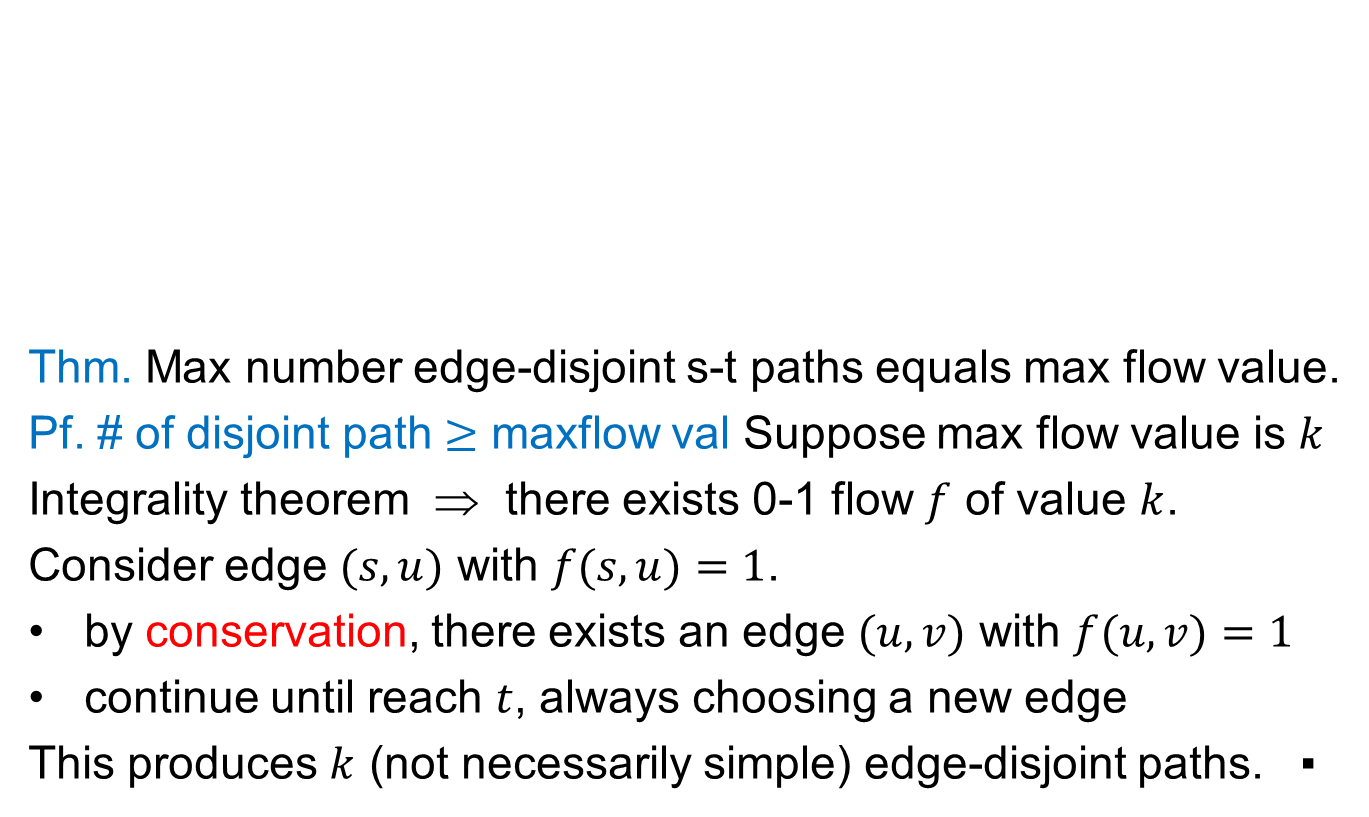 Thm. Max number edge-disjoint s-t paths equals max flow value.
Pf. # of disjoint path ≥ maxflow val Suppose max flow value is 𝑘
Integrality theorem ⇒ there exists 0-1 flow 𝑓 of value 𝑘.
Consider edge (𝑠, 𝑢) with 𝑓(𝑠, 𝑢) = 1.
• by conservation, there exists an edge (𝑢, 𝑣) with 𝑓(𝑢, 𝑣) = 1
• continue until reach 𝑡, always choosing a new edge
This produces 𝑘 (not necessarily simple) edge-disjoint paths. ▪